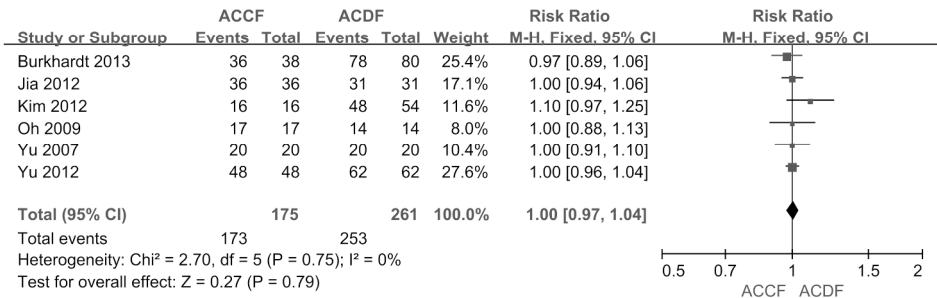 ACCF ACDF Risk Ratio Risk Ratio
Study or Subgroup Events Total Events Total Weight M-H. Fixed. 95% CI M-H. Fixed. 95% CI
Burkhardt 2013 36 38 78 80 25.4% 0.97 [0.89, 1.06]
Jia 2012 36 36 31 31 17.1% 1.00 [0.94, 1.06]
Kim 2012 16 16 48 54 11.6% 1.10 [0.97, 1.25]
Oh 2009 17 17 14 14 8.0% 1.00 [0.88, 1.13]
Yu 2007 20 20 20 20 10.4% 1.00 [0.91, 1.10]
Yu 2012 48 48 62 62 27.6% 1.00 [0.96, 1.04]
Total (95% CI) 175 261 100.0% 1.00 [0.97, 1.04]
Total events 173 253
Heterogeneity: Chi² = 2.70, df = 5 (P = 0.75); I² = 0%
Test for overall effect: Z = 0.27 (P = 0.79)
0.5 0.7 1 1.5 2
ACCF ACDF